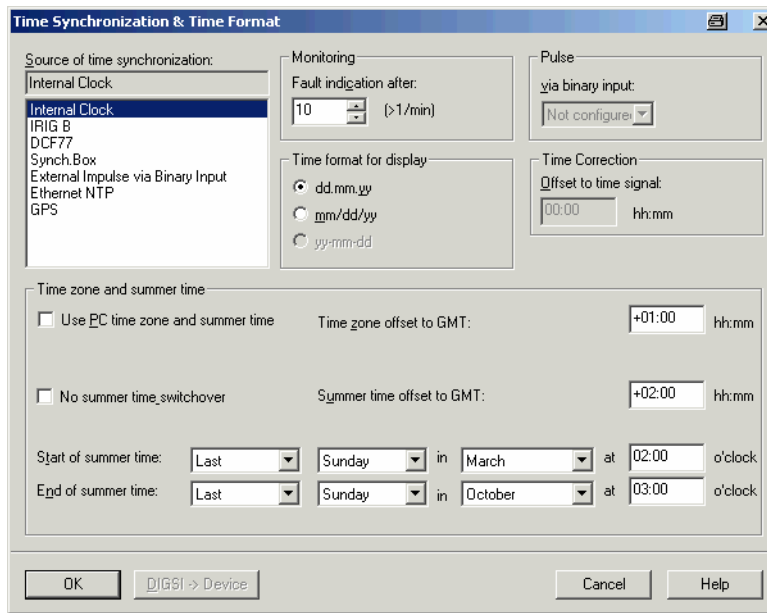 Time Synchronization & Time Format
Source of time synchronization:
Internal Clock
Internal Clock
IRIG B
DCF77
Synch.Box
External Impulse via Binary Input
Ethernet NTP
GPS
Monitoring
Fault indication after:
10 (>1/min)
Time format for display
dd.mm.yy
mm/dd/yy
yy-mm-dd
Pulse
via binary input:
Not configure
Time Correction
Offset to time signal:
00:00 hh:mm
Time zone and summer time
Use PC time zone and summer time Time zone offset to GMT: +01:00 hh:mm
No summer time switchover Summer time offset to GMT: +02:00 hh:mm
Start of summer time: Last Sunday in March at 02:00 o'clock
End of summer time: Last Sunday in October at 03:00 o'clock
OK DIGSI -> Device Cancel Help